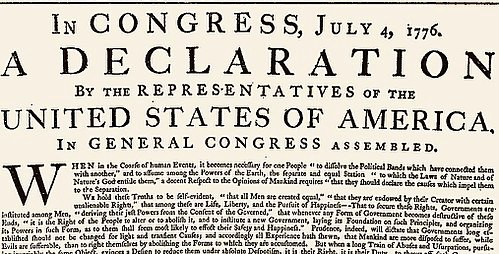 IN CONGRESS, JULY 4, 1776.
A DECLARATION
BY THE REPRESENTATIVES OF THE
UNITED STATES OF AMERICA,
IN GENERAL CONGRESS ASSEMBLED.
WHEN in the Course of human Events, it becomes necessary for one People " to dissolve the Political Bands which have connected them
with another," and to assume among the Powers of the Earth, the separate and equal Station " to which the Laws of Nature and of
Nature's God entitle them," a decent Respect to the Opinions of Mankind requires "that they should declare the causes which impel them
to the Separation.
We hold these Truths to be self-evident, "that all Men are created equal," "that they are endowed by their Creator with certain
unalienable Right," that among these are Life, Liberty, and the Pursuit of Happiness—That to secure these Rights, Governments are
instituted among Men, "deriving their just Powers from the Consent of the Governed," that whenever any Form of Government becomes destructive of these
Ends, "it is the Right of the People to alter or to abolish it, and to institute a new Government, laying its Foundation on such Principles, and organizing
its Powers in such Form, as to them shall seem most likely to effect their Safety and Happiness." Prudence, indeed, will dictate that Governments long
established should not be changed for light and transient Causes; and accordingly all Experience hath shewn, that Mankind are more disposed to suffer, while
Evils are sufferable, than to right themselves by abolishing the Forms to which they are accustomed. But when a long Train of Abuses and Usurpations,
the same Object, evinces a Design to reduce them under absolute Despotism, it is their Right, it is their Duty, to throw off such